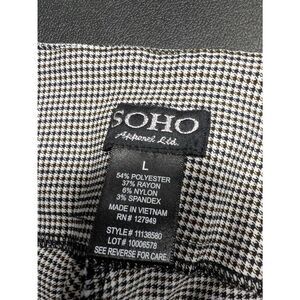 SOHO
Apparel Ltd.
L
54% POLYESTER
37% RAYON
6% NYLON
3% SPANDEX
MADE IN VIETNAM
RN# 127949
STYLE# 11138580
LOT# 10006578
SEE REVERSE FOR CARE.